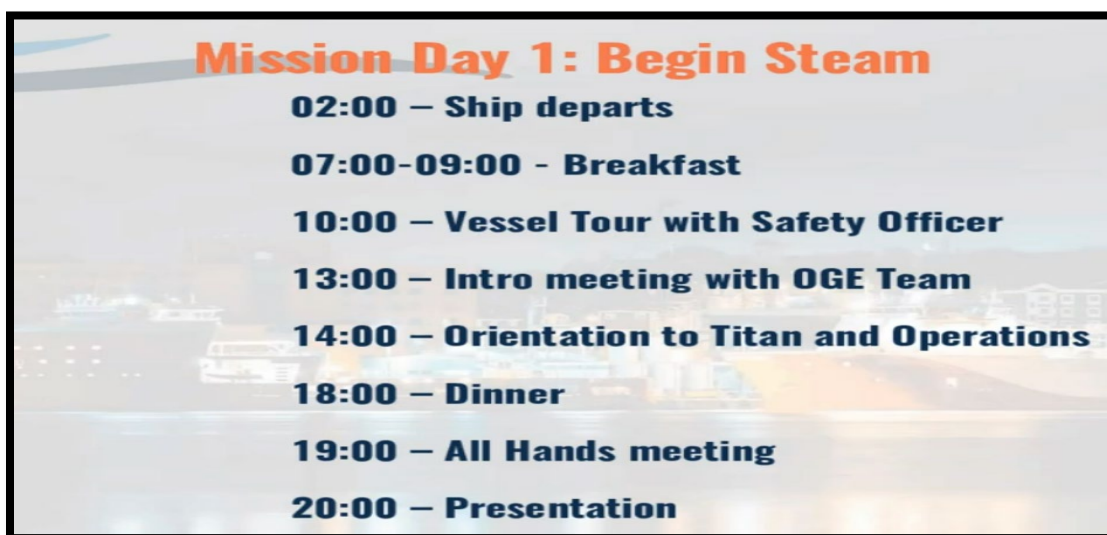 Mission Day 1: Begin Steam
02:00 – Ship departs
07:00-09:00 - Breakfast
10:00 – Vessel Tour with Safety Officer
13:00 – Intro meeting with OGE Team
14:00 – Orientation to Titan and Operations
18:00 – Dinner
19:00 – All Hands meeting
20:00 – Presentation